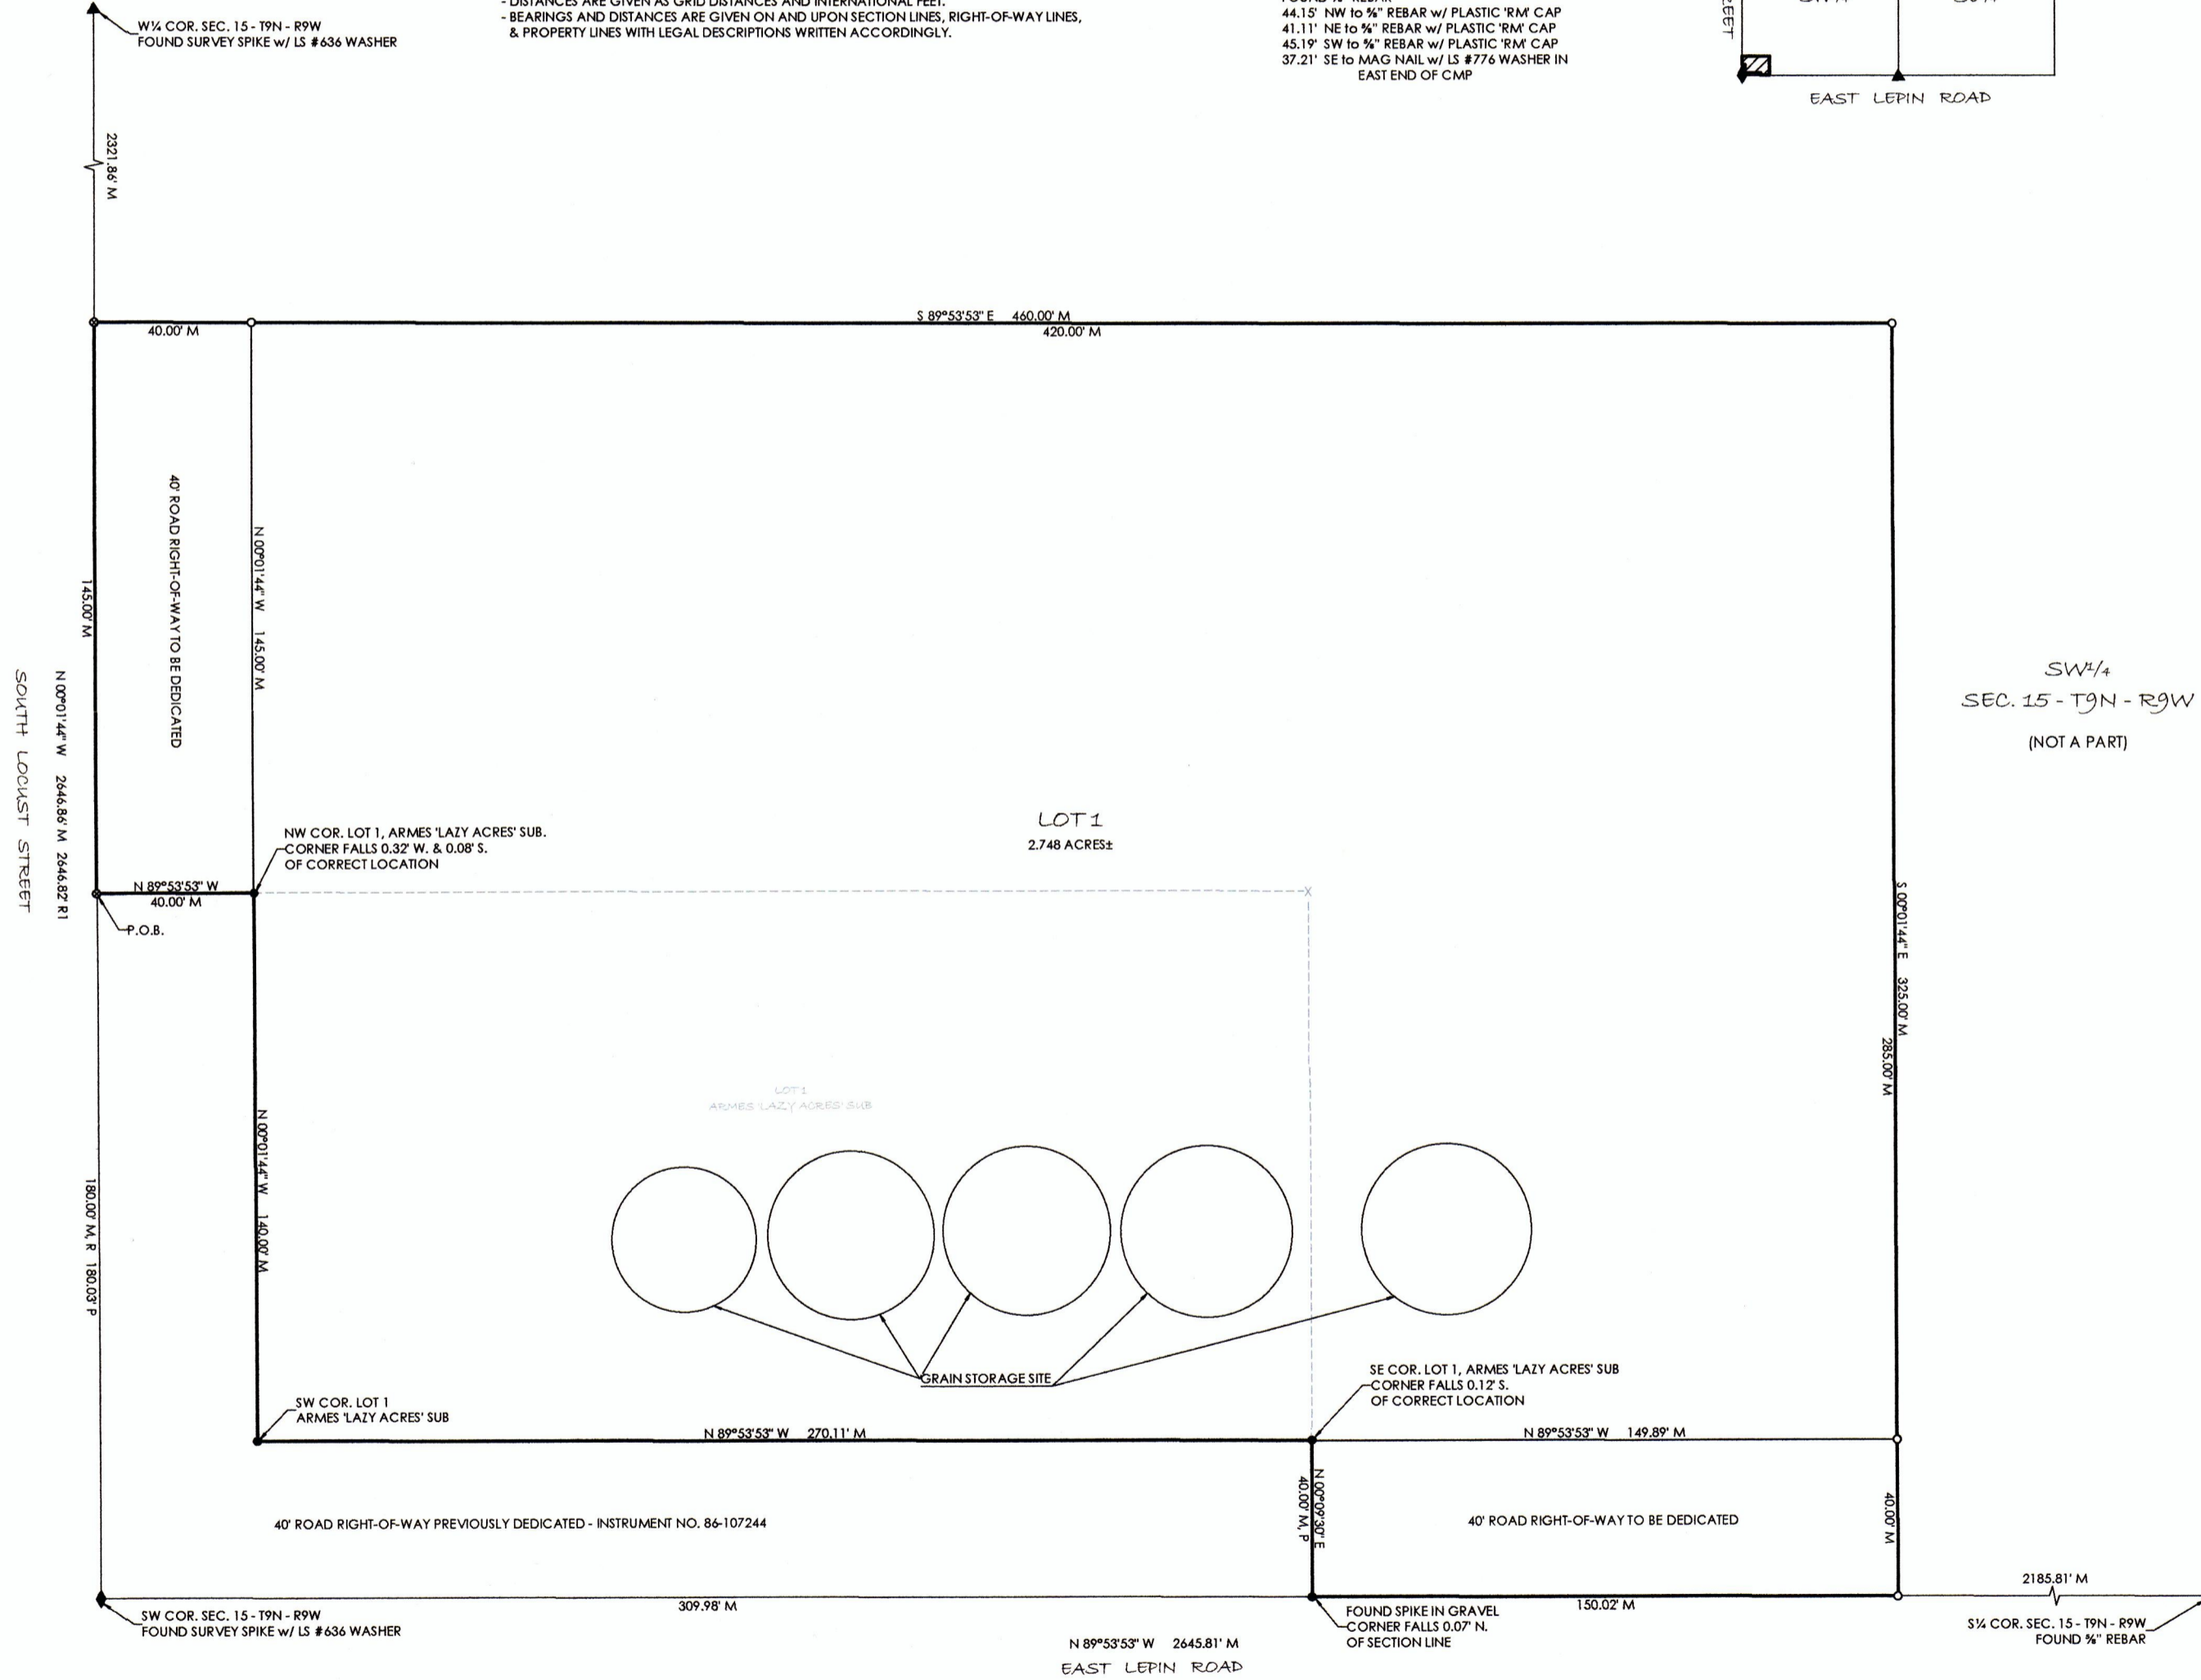 - BEARINGS AND DISTANCES ARE GIVEN ON AND UPON SECTION LINES, RIGHT-OF-WAY LINES,
& PROPERTY LINES WITH LEGAL DESCRIPTIONS WRITTEN ACCORDINGLY.
- DISTANCES ARE GIVEN AS GRID DISTANCES AND INTERNATIONAL FEET.
W¼ COR. SEC. 15 - T9N - R9W
FOUND SURVEY SPIKE w/ LS #636 WASHER
44.15' NW to ⅝" REBAR w/ PLASTIC 'RM' CAP
41.11' NE to ⅝" REBAR w/ PLASTIC 'RM' CAP
45.19' SW to ⅝" REBAR w/ PLASTIC 'RM' CAP
37.21' SE to MAG NAIL w/ LS #776 WASHER IN
EAST END OF CMP
EAST LEPIN ROAD
2321.86' M
S 89°53'53" E 460.00' M
40.00' M
420.00' M
40' ROAD RIGHT-OF-WAY TO BE DEDICATED
N 00°01'44" W 145.00' M
145.00' M
SOUTH LOCUST STREET
N 00°01'44" W 2646.86' M 2646.82' R1
SW¼
SEC. 15 - T9N - R9W
(NOT A PART)
LOT 1
2.748 ACRES±
NW COR. LOT 1, ARMES 'LAZY ACRES' SUB.
CORNER FALLS 0.32' W. & 0.08' S.
OF CORRECT LOCATION
N 89°53'53" W
40.00' M
P.O.B.
S 00°01'44" E 325.00' M
285.00' M
LOT 1
ARMES 'LAZY ACRES' SUB
N 00°01'44" W 140.00' M
180.00' M, R 180.03' P
GRAIN STORAGE SITE
SE COR. LOT 1, ARMES 'LAZY ACRES' SUB
CORNER FALLS 0.12' S.
OF CORRECT LOCATION
SW COR. LOT 1
ARMES 'LAZY ACRES' SUB
N 89°53'53" W 270.11' M
N 89°53'53" W 149.89' M
N 00°09'30" E
40.00' M, P
40.00' M
40' ROAD RIGHT-OF-WAY PREVIOUSLY DEDICATED - INSTRUMENT NO. 86-107244
40' ROAD RIGHT-OF-WAY TO BE DEDICATED
2185.81' M
309.98' M
150.02' M
SW COR. SEC. 15 - T9N - R9W
FOUND SURVEY SPIKE w/ LS #636 WASHER
FOUND SPIKE IN GRAVEL
CORNER FALLS 0.07' N.
OF SECTION LINE
S¼ COR. SEC. 15 - T9N - R9W
FOUND ⅝" REBAR
N 89°53'53" W 2645.81' M
EAST LEPIN ROAD